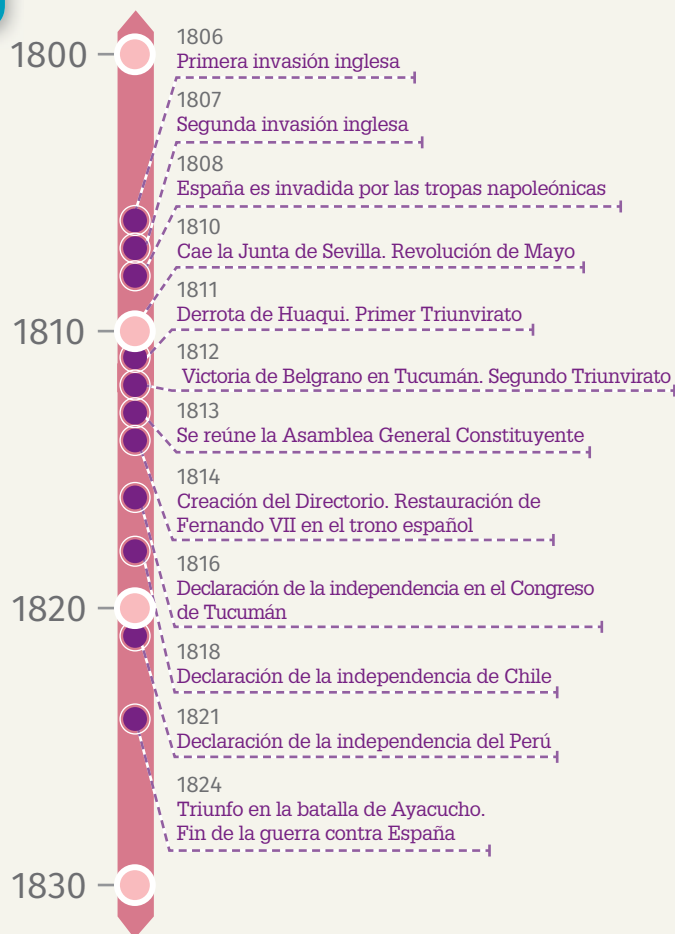 1800
1806
Primera invasión inglesa
1807
Segunda invasión inglesa
1808
España es invadida por las tropas napoleónicas
1810
Cae la Junta de Sevilla. Revolución de Mayo
1810
1811
Derrota de Huaqui. Primer Triunvirato
1812
Victoria de Belgrano en Tucumán. Segundo Triunvirato
1813
Se reúne la Asamblea General Constituyente
1814
Creación del Directorio. Restauración de
Fernando VII en el trono español
1816
Declaración de la independencia en el Congreso
de Tucumán
1820
1818
Declaración de la independencia de Chile
1821
Declaración de la independencia del Perú
1824
Triunfo en la batalla de Ayacucho.
Fin de la guerra contra España
1830